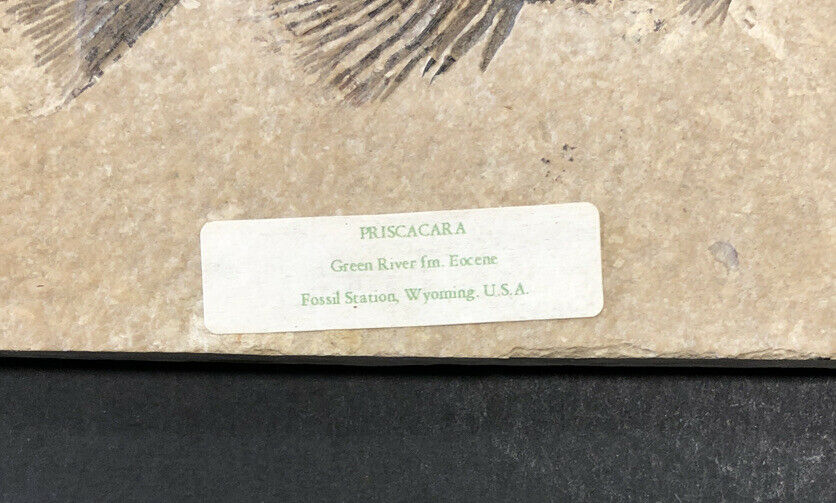 PRISCACARA
Green River fm. Eocene
Fossil Station, Wyoming. U.S.A.